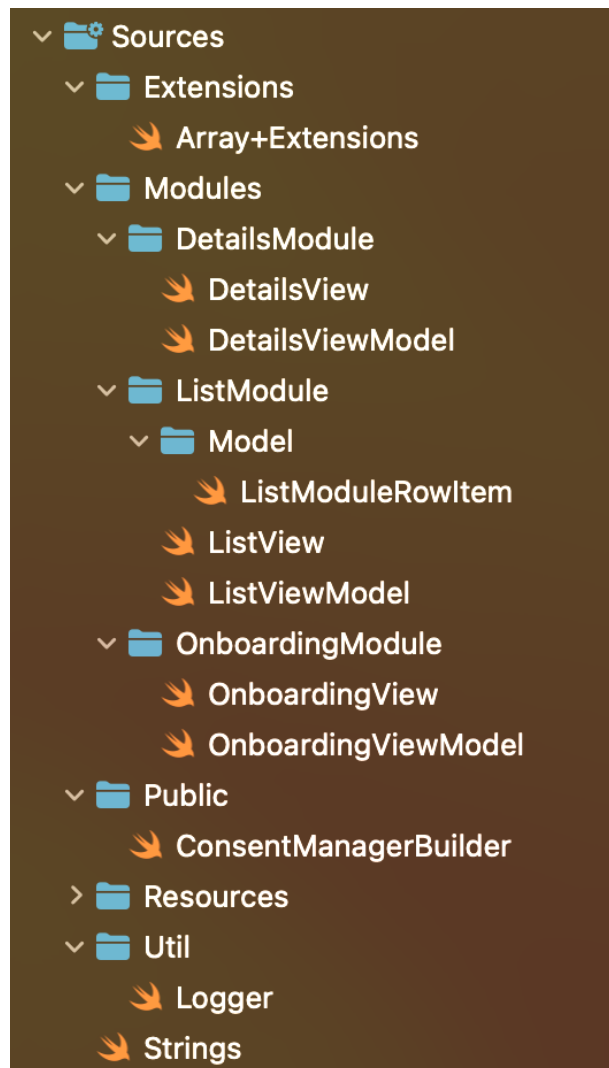 Sources
Extensions
Array+Extensions
Modules
DetailsModule
DetailsView
DetailsViewModel
ListModule
Model
ListModuleRowItem
ListView
ListViewModel
OnboardingModule
OnboardingView
OnboardingViewModel
Public
ConsentManagerBuilder
Resources
Util
Logger
Strings